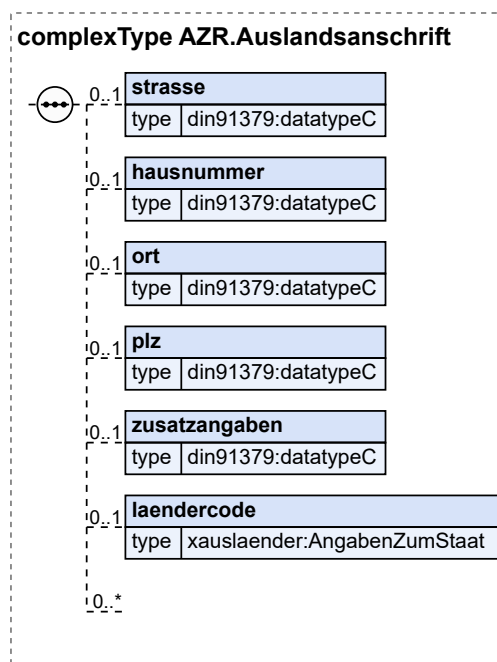 complexType AZR.Auslandsanschrift
0..1 strasse
type din91379:datatypeC
0..1 hausnummer
type din91379:datatypeC
0..1 ort
type din91379:datatypeC
0..1 plz
type din91379:datatypeC
0..1 zusatzangaben
type din91379:datatypeC
0..1 laendercode
type xauslaender:AngabenZumStaat
0..*